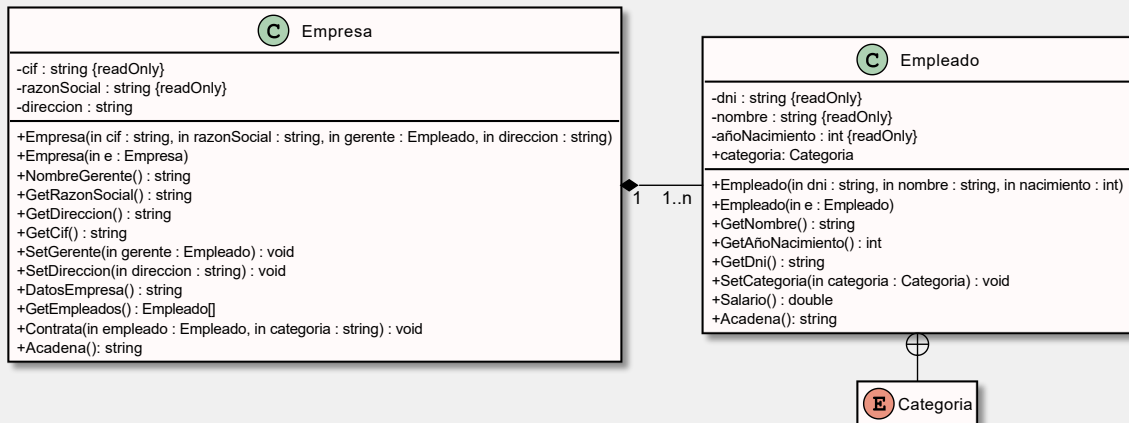 C Empresa
-cif : string {readOnly}
-razonSocial : string {readOnly}
-direccion : string
+Empresa(in cif : string, in razonSocial : string, in gerente : Empleado, in direccion : string)
+Empresa(in e : Empresa)
+NombreGerente() : string
+GetRazonSocial() : string
+GetDireccion() : string
+GetCif() : string
+SetGerente(in gerente : Empleado) : void
+SetDireccion(in direccion : string) : void
+DatosEmpresa() : string
+GetEmpleados() : Empleado[]
+Contrata(in empleado : Empleado, in categoria : string) : void
+Acadena(): string
1 1..n
C Empleado
-dni : string {readOnly}
-nombre : string {readOnly}
-añoNacimiento : int {readOnly}
+categoria: Categoria
+Empleado(in dni : string, in nombre : string, in nacimiento : int)
+Empleado(in e : Empleado)
+GetNombre() : string
+GetAñoNacimiento() : int
+GetDni() : string
+SetCategoria(in categoria : Categoria) : void
+Salario() : double
+Acadena(): string
E Categoria